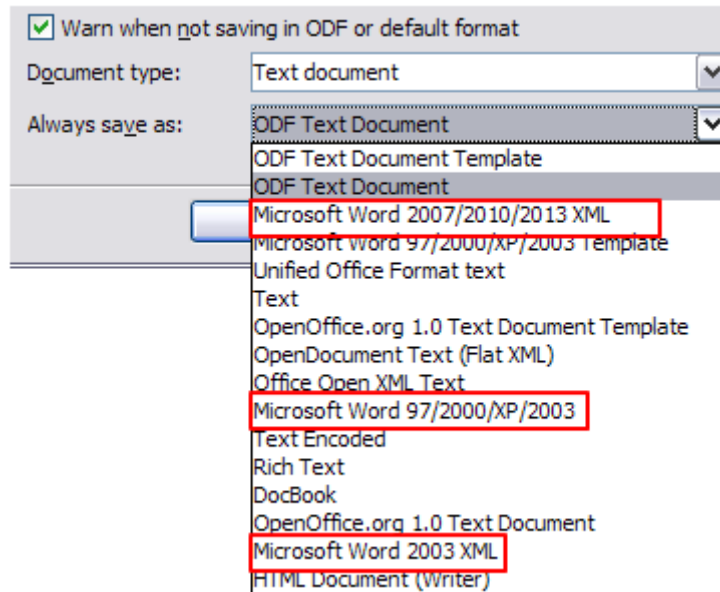 Warn when not saving in ODF or default format
Document type: Text document
Always save as: ODF Text Document
ODF Text Document Template
ODF Text Document
Microsoft Word 2007/2010/2013 XML
Microsoft Word 97/2000/XP/2003 Template
Unified Office Format text
Text
OpenOffice.org 1.0 Text Document Template
OpenDocument Text (Flat XML)
Office Open XML Text
Microsoft Word 97/2000/XP/2003
Text Encoded
Rich Text
DocBook
OpenOffice.org 1.0 Text Document
Microsoft Word 2003 XML
HTML Document (Writer)